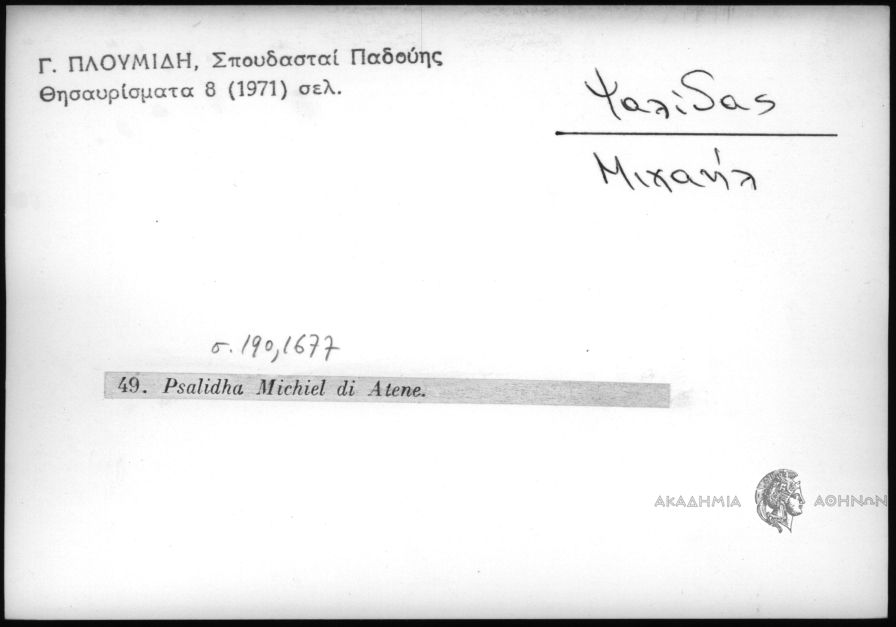 Γ. ΠΛΟΥΜΙΔΗ, Σπουδασταί Παδούης
Θησαυρίσματα 8 (1971) σελ.
Ψαλίδας
Μιχαήλ
σ. 190, 1677
49. Psalidha Michiel di Atene.
ΑΚΑΔΗΜΙΑ ΑΘΗΝΩΝ